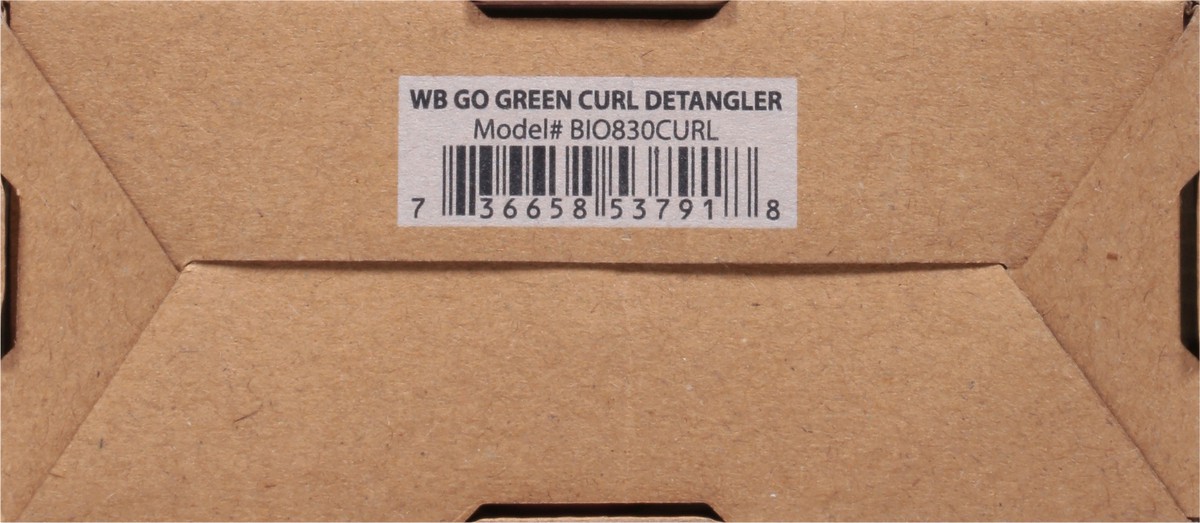 WB GO GREEN CURL DETANGLER
Model# BIO830CURL
7 36658 53791 8